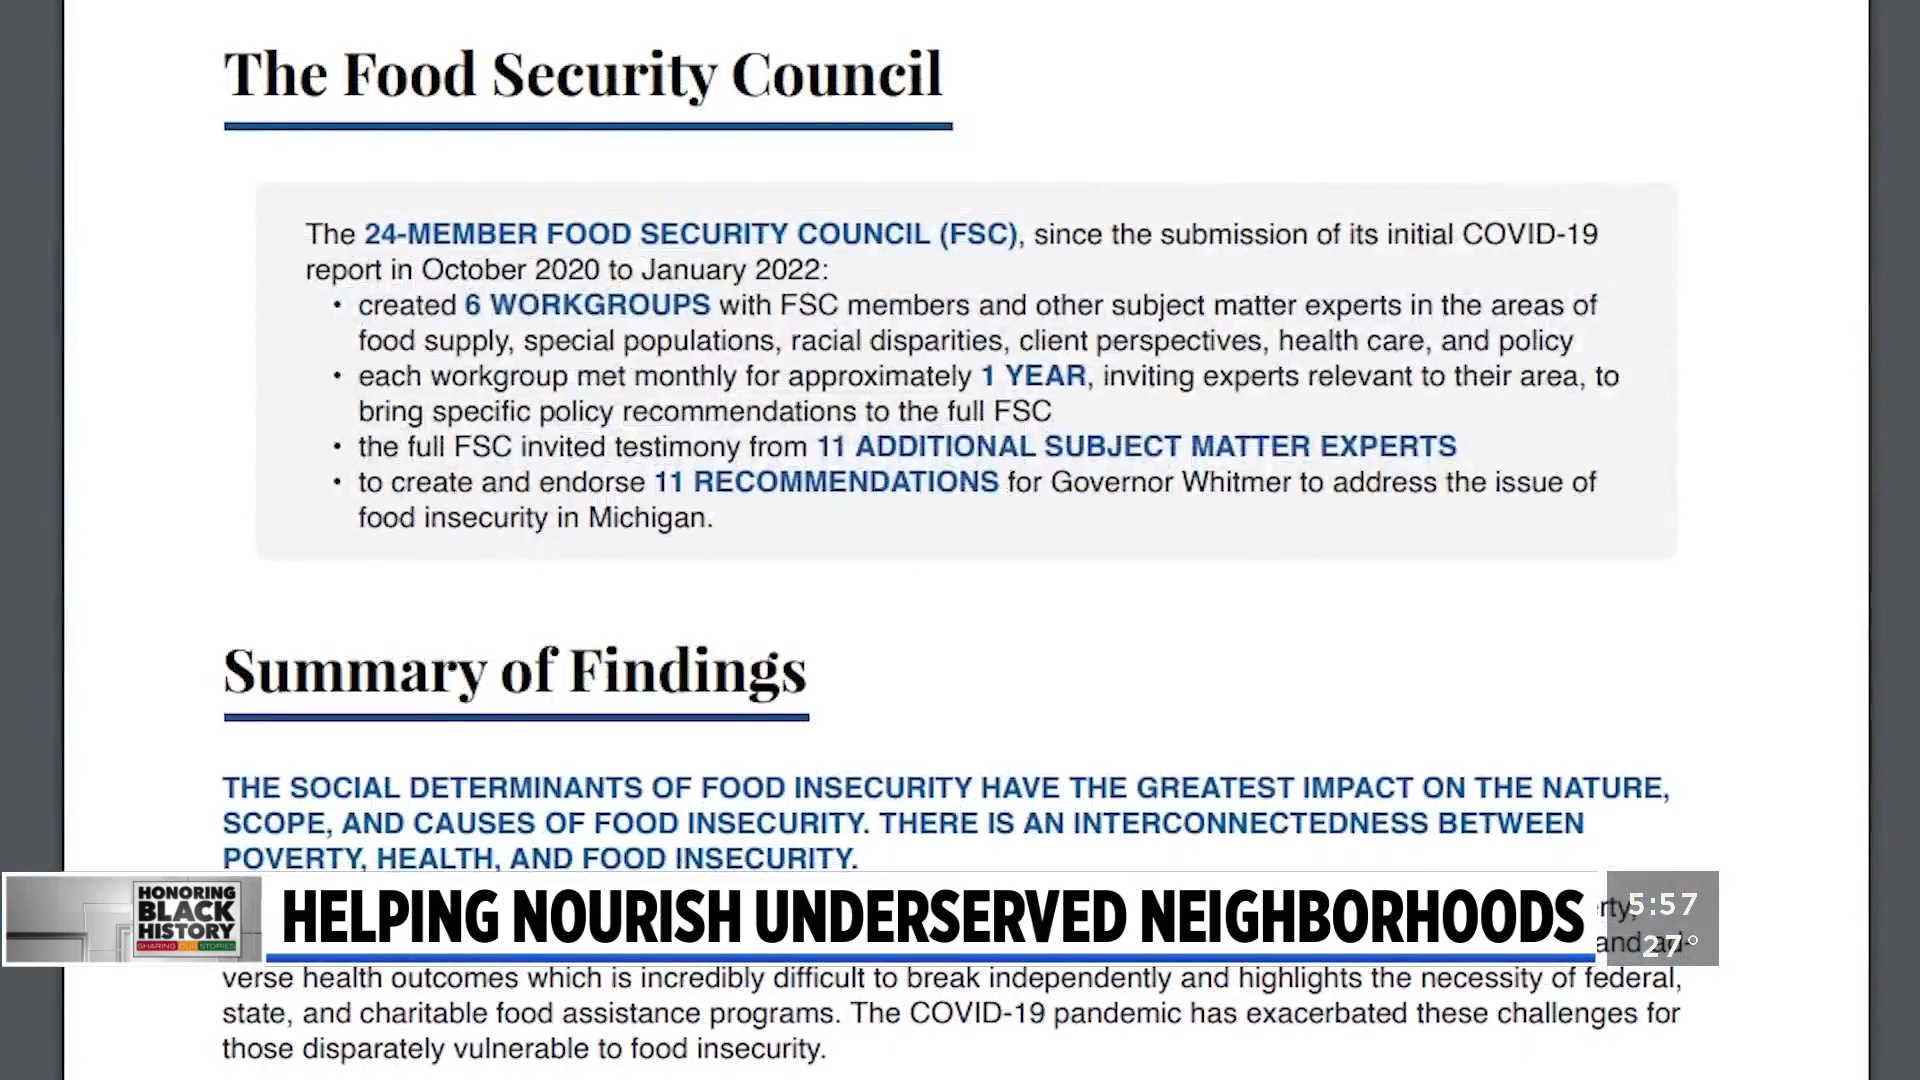 The Food Security Council
The 24-MEMBER FOOD SECURITY COUNCIL (FSC), since the submission of its initial COVID-19
report in October 2020 to January 2022:
• created 6 WORKGROUPS with FSC members and other subject matter experts in the areas of
food supply, special populations, racial disparities, client perspectives, health care, and policy
• each workgroup met monthly for approximately 1 YEAR, inviting experts relevant to their area, to
bring specific policy recommendations to the full FSC
• the full FSC invited testimony from 11 ADDITIONAL SUBJECT MATTER EXPERTS
• to create and endorse 11 RECOMMENDATIONS for Governor Whitmer to address the issue of
food insecurity in Michigan.
Summary of Findings
THE SOCIAL DETERMINANTS OF FOOD INSECURITY HAVE THE GREATEST IMPACT ON THE NATURE,
SCOPE, AND CAUSES OF FOOD INSECURITY. THERE IS AN INTERCONNECTEDNESS BETWEEN
POVERTY, HEALTH, AND FOOD INSECURITY.
HONORING
BLACK
HISTORY
SHARING OUR STORIES
HELPING NOURISH UNDERSERVED NEIGHBORHOODS
5:57
27°
and ad-
verse health outcomes which is incredibly difficult to break independently and highlights the necessity of federal,
state, and charitable food assistance programs. The COVID-19 pandemic has exacerbated these challenges for
those disparately vulnerable to food insecurity.